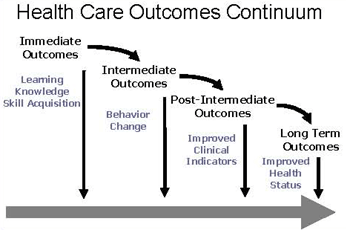 Health Care Outcomes Continuum
Immediate
Outcomes
Learning
Knowledge
Skill Acquisition
Intermediate
Outcomes
Behavior
Change
Post-Intermediate
Outcomes
Improved
Clinical
Indicators
Long Term
Outcomes
Improved
Health
Status